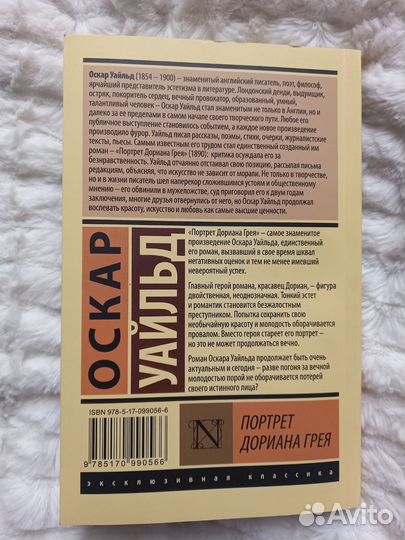 Оскар Уайльд (1854 – 1900) – знаменитый английский писатель, поэт, философ,
ярчайший представитель эстетизма в литературе. Лондонский денди, выдумщик,
остряк, покоритель сердец, вечный провокатор, образованный, умный,
талантливый человек – Оскар Уайльд стал знаменитым не только в Англии, но и
далеко за ее пределами в самом начале своего творческого пути. Любое его
публичное выступление становилось событием, а каждое новое произведение
производило фурор. Уайльд писал рассказы, поэмы, стихи, очерки, журналистские
тексты, пьесы. Самым известным его трудом стал единственный созданный им
роман – «Портрет Дориана Грея» (1890): критика осуждала его за
безнравственность. Уайльд отчаянно отстаивал свою позицию, рассылая письма
редакциям, объясняя, что искусство не зависит от морали. Не только в творчестве,
но и в жизни писатель шел наперекор сложившимся устоям и общественному
мнению – его обвинили в мужеложстве, суд приговорил его к двум годам
заключения, многие друзья отвернулись от него, но Оскар Уайльд продолжал
воспевать красоту, искусство и любовь как самые высшие ценности.
ОСКАР
УАЙЛЬД
«Портрет Дориана Грея» – самое знаменитое
произведение Оскара Уайльда, единственный
его роман, вызвавший в свое время шквал
негативных оценок и тем не менее имевший
невероятный успех.
Главный герой романа, красавец Дориан, – фигура
двойственная, неоднозначная. Тонкий эстет
и романтик становится безжалостным
преступником. Попытка сохранить свою
необычайную красоту и молодость оборачивается
провалом. Вместо героя стареет его портрет –
но это не может продолжаться вечно.
Роман Оскара Уайльда продолжает быть очень
актуальным и сегодня – разве погоня за вечной
молодостью порой не оборачивается потерей
своего истинного лица?
ISBN 978-5-17-099056-6
9 785170 990566
N
ПОРТРЕТ
ДОРИАНА ГРЕЯ
эксклюзивная классика
Avito